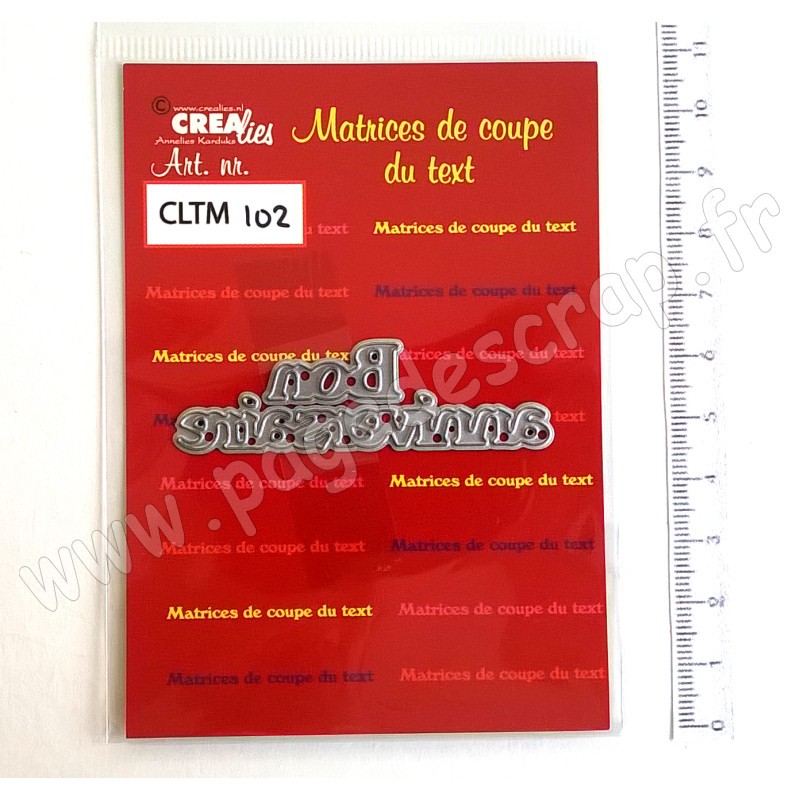 © www.crealies.nl
CREAlies
Annelies Karduks
Matrices de coupe
du text
Art. nr.
CLTM 102
text Matrices de coupe du text
Matrices de coupe du text Matrices de coupe du text
Matrices de coupe du text Matrices de coupe du text
Bon
anniversaire
Matrices de coupe du text Matrices de coupe du text
Matrices de coupe du text Matrices de coupe du text
Matrices de coupe du text Matrices de coupe du text
Matrices de coupe du text Matrices de coupe du text
www.pagedescrap.fr
11
10
9
8
7
6
5
4
3
2
1
0